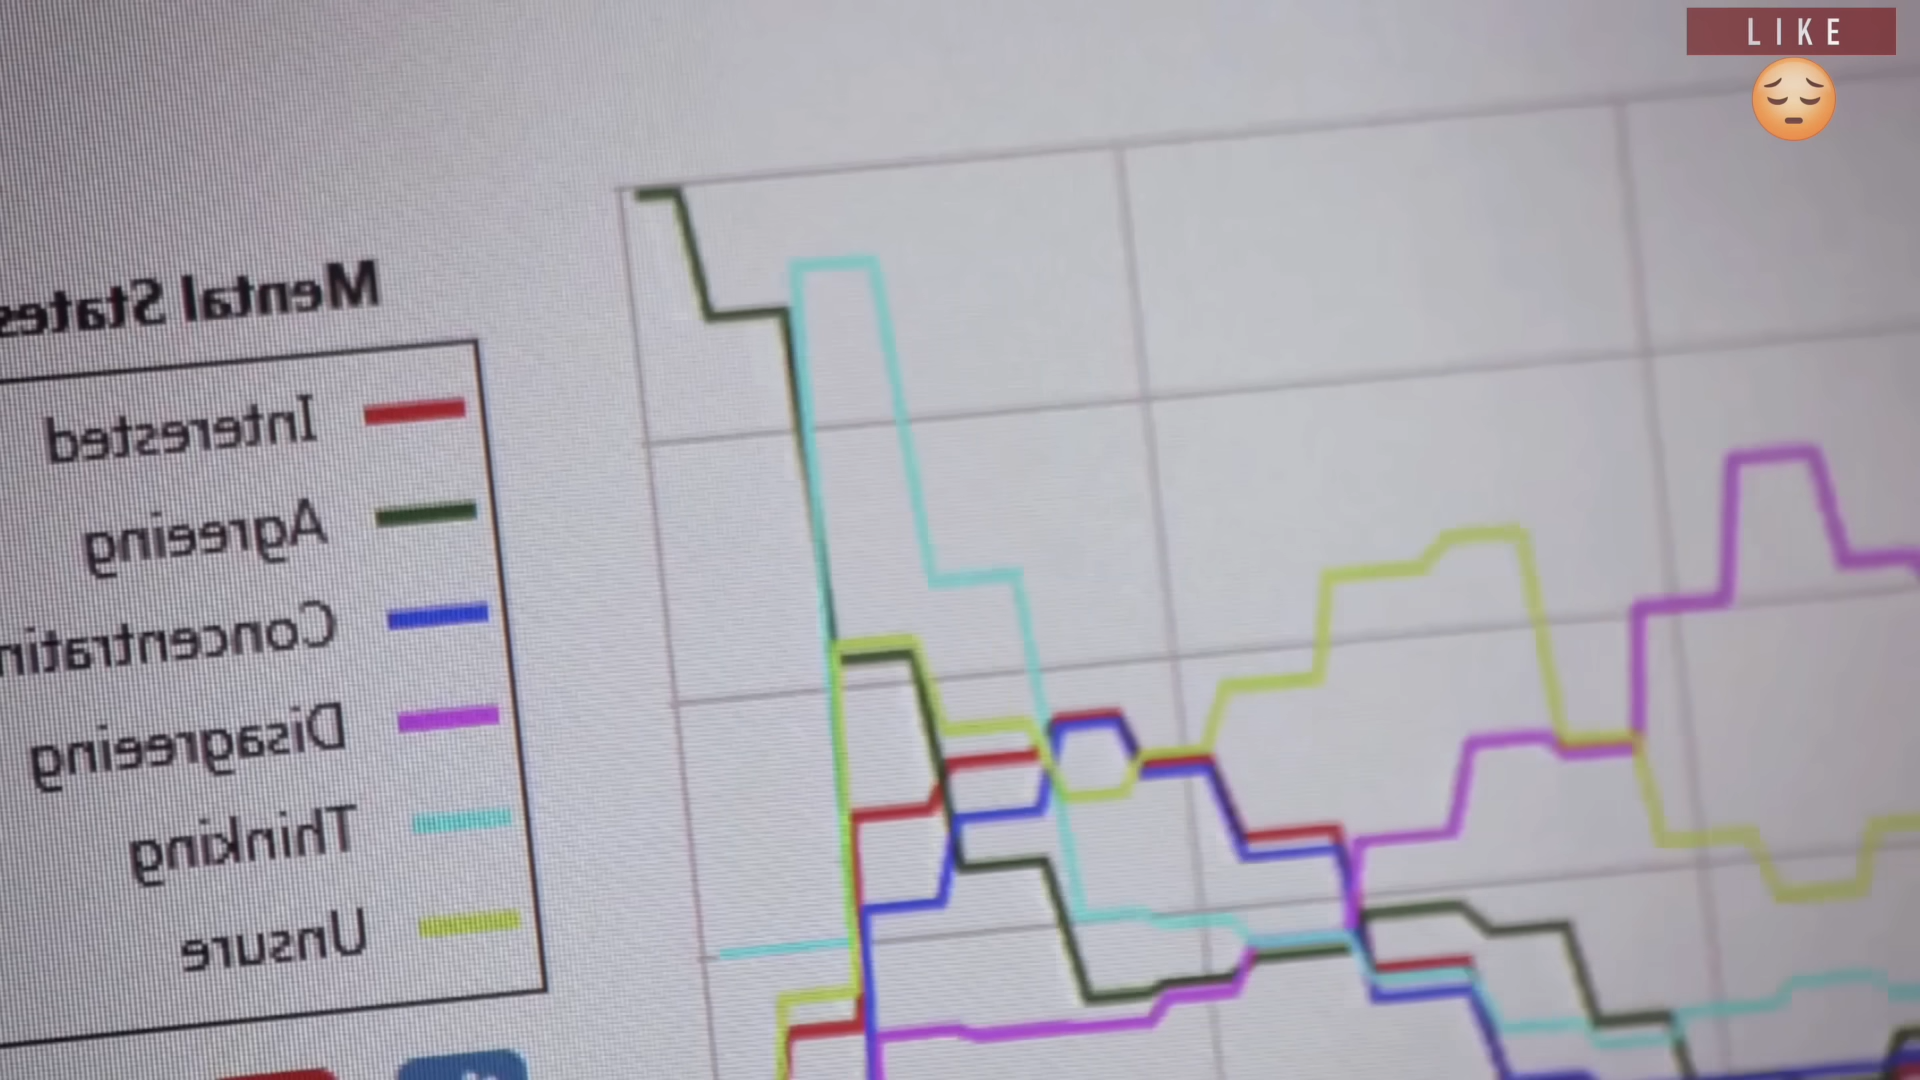 LIKE
Mental States
Interested
Agreeing
Concentratin
Disagreeing
Thinking
Unsure